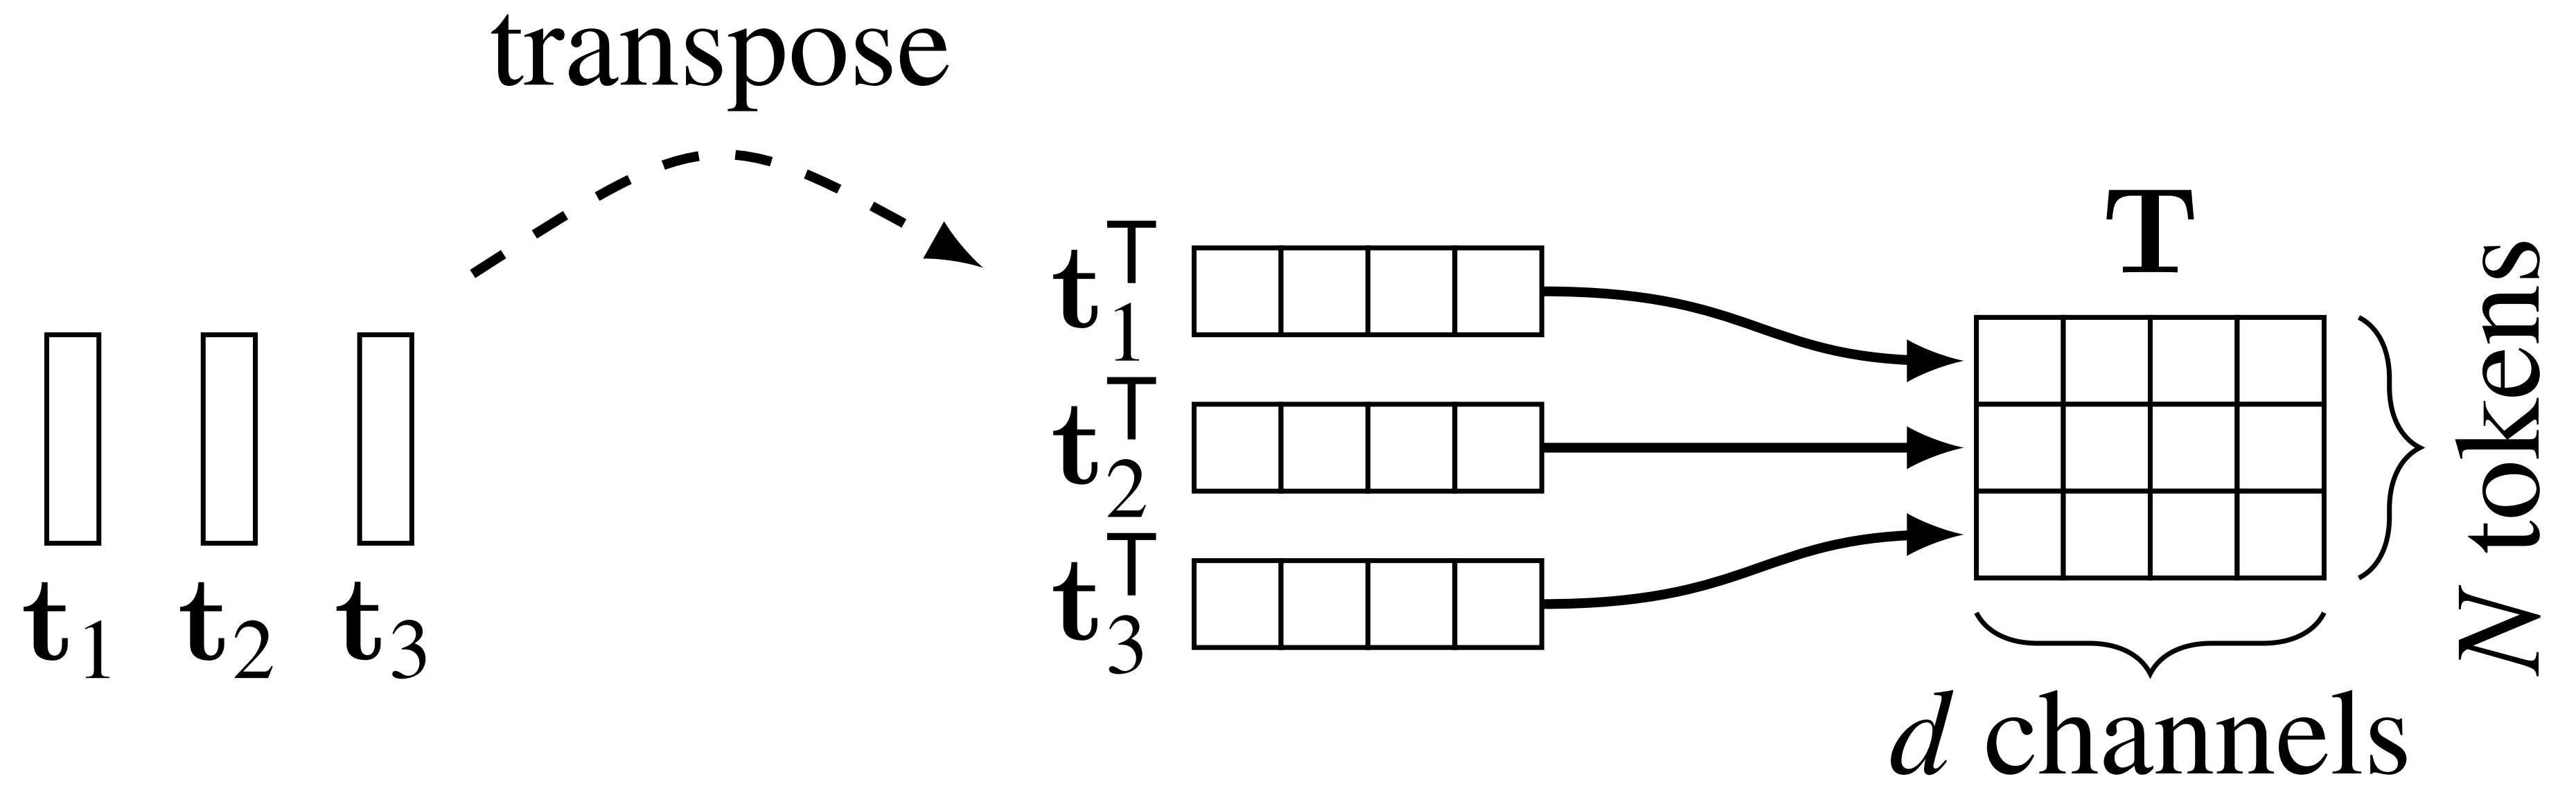 transpose
t1 t2 t3
t1^T
t2^T
t3^T
T
N tokens
d channels